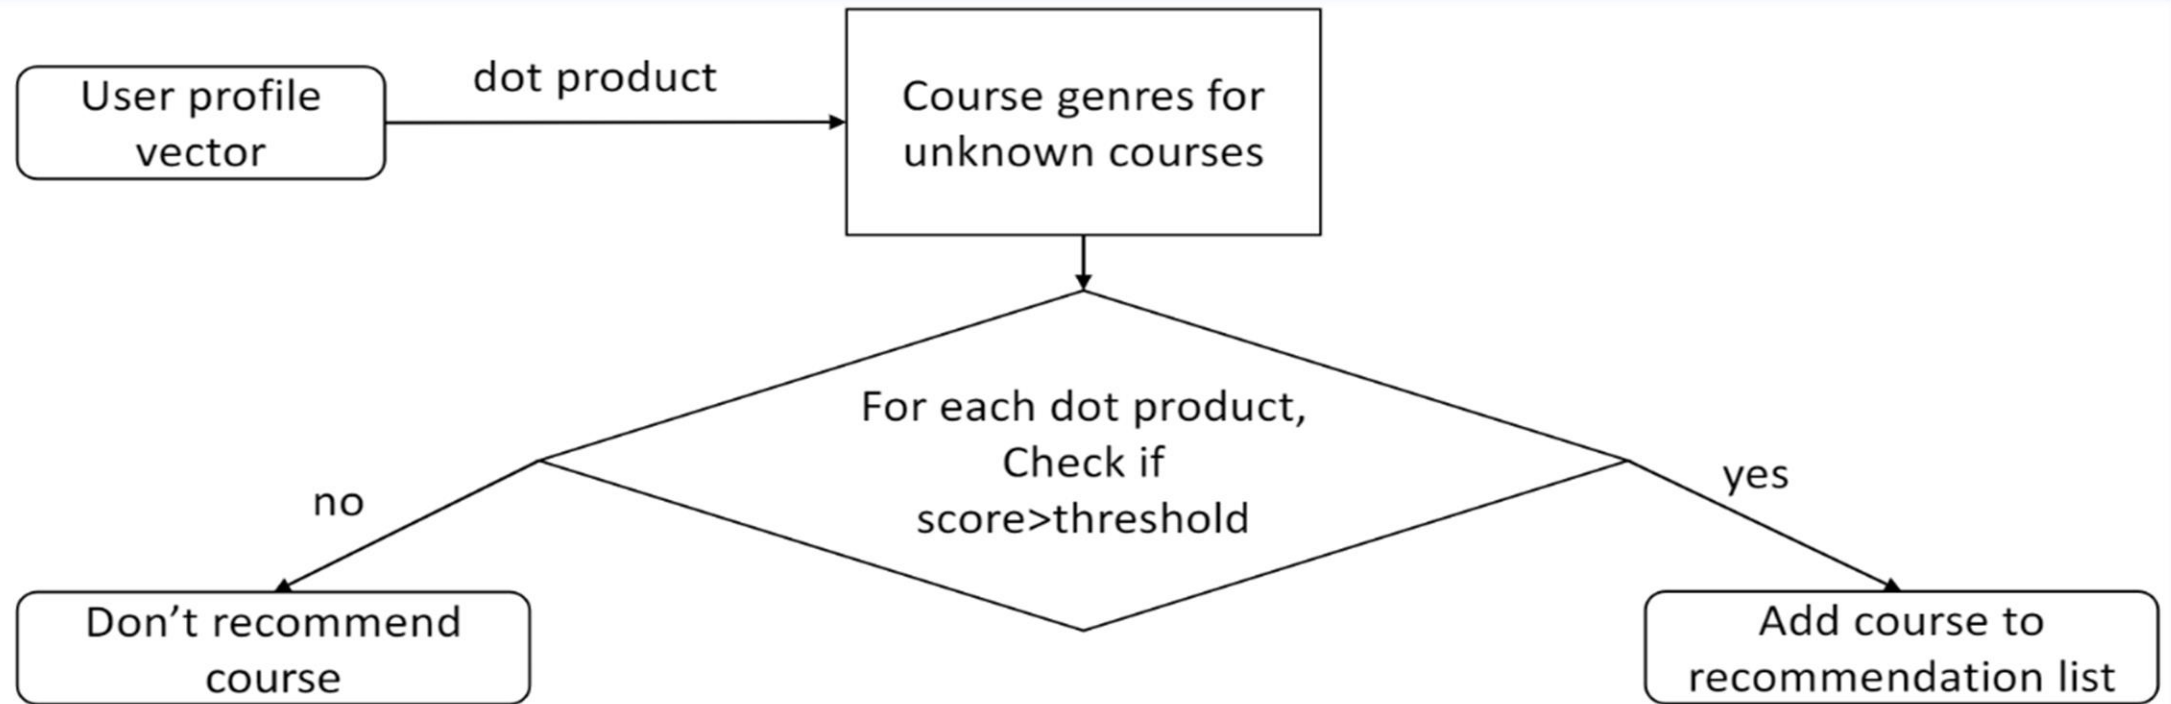 User profile
vector
dot product
Course genres for
unknown courses
For each dot product,
Check if
score>threshold
no
yes
Don’t recommend
course
Add course to
recommendation list